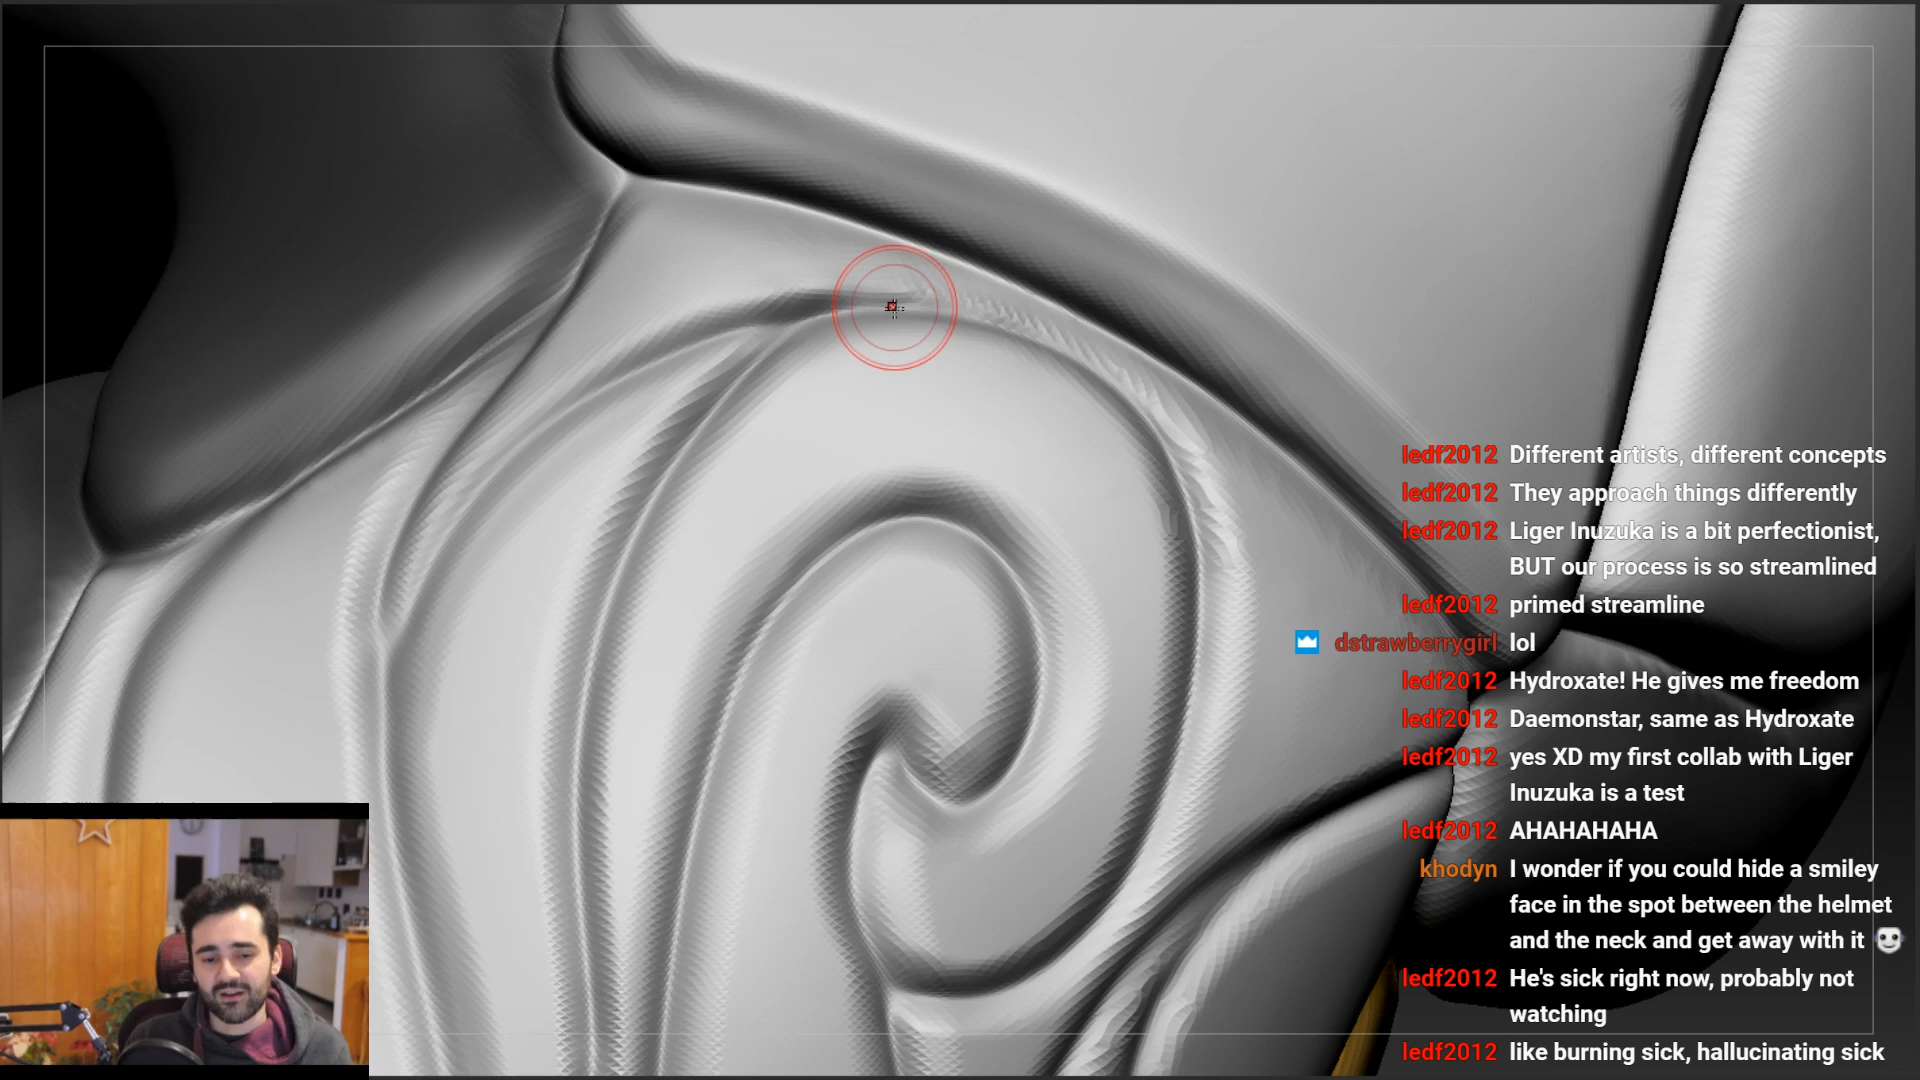 ledf2012 Different artists, different concepts
ledf2012 They approach things differently
ledf2012 Liger Inuzuka is a bit perfectionist,
BUT our process is so streamlined
ledf2012 primed streamline
dstrawberrygirl lol
ledf2012 Hydroxate! He gives me freedom
ledf2012 Daemonstar, same as Hydroxate
ledf2012 yes XD my first collab with Liger
Inuzuka is a test
ledf2012 AHAHAHAHA
khodyn I wonder if you could hide a smiley
face in the spot between the helmet
and the neck and get away with it
ledf2012 He's sick right now, probably not
watching
ledf2012 like burning sick, hallucinating sick